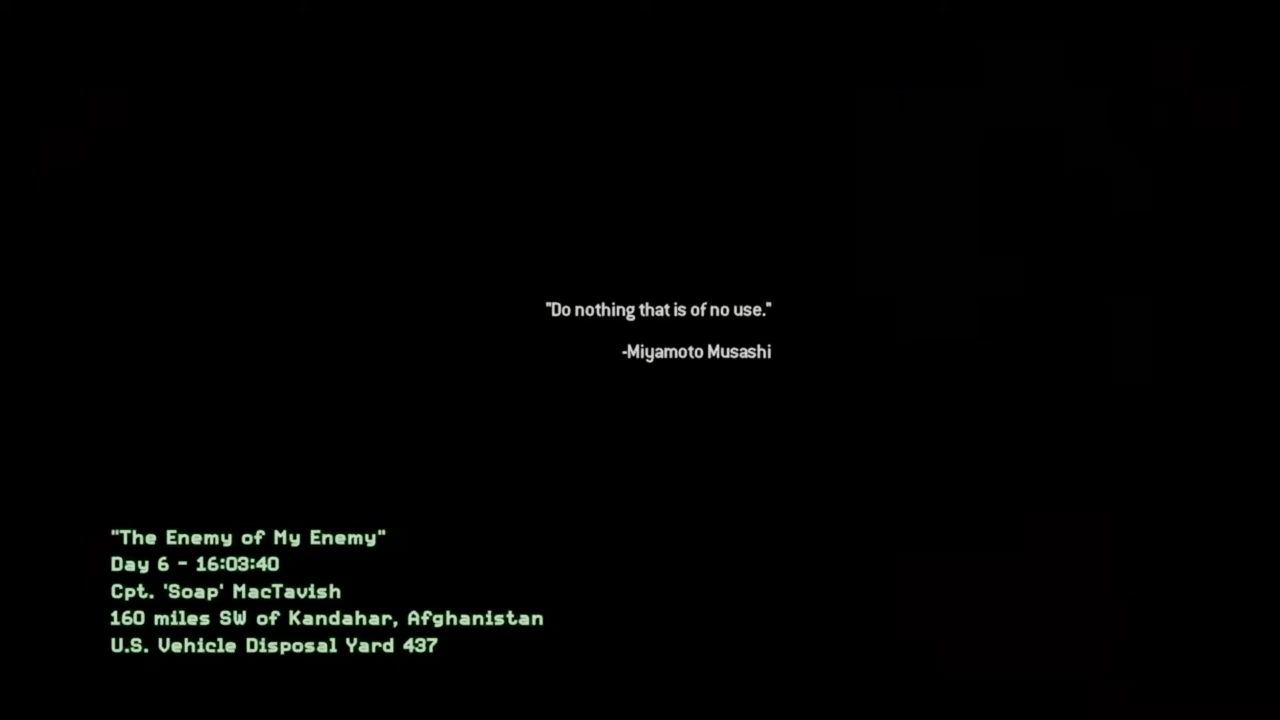 "Do nothing that is of no use."
-Miyamoto Musashi
"The Enemy of My Enemy"
Day 6 - 16:03:40
Cpt. 'Soap' MacTavish
160 miles SW of Kandahar, Afghanistan
U.S. Vehicle Disposal Yard 437